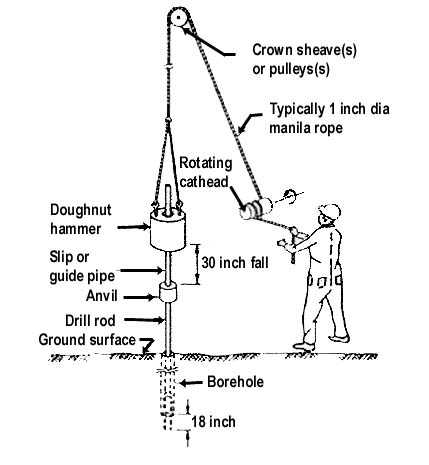 Crown sheave(s)
or pulleys(s)
Typically 1 inch dia
manila rope
Rotating
cathead
Doughnut
hammer
30 inch fall
Slip or
guide pipe
Anvil
Drill rod
Ground surface
Borehole
18 inch